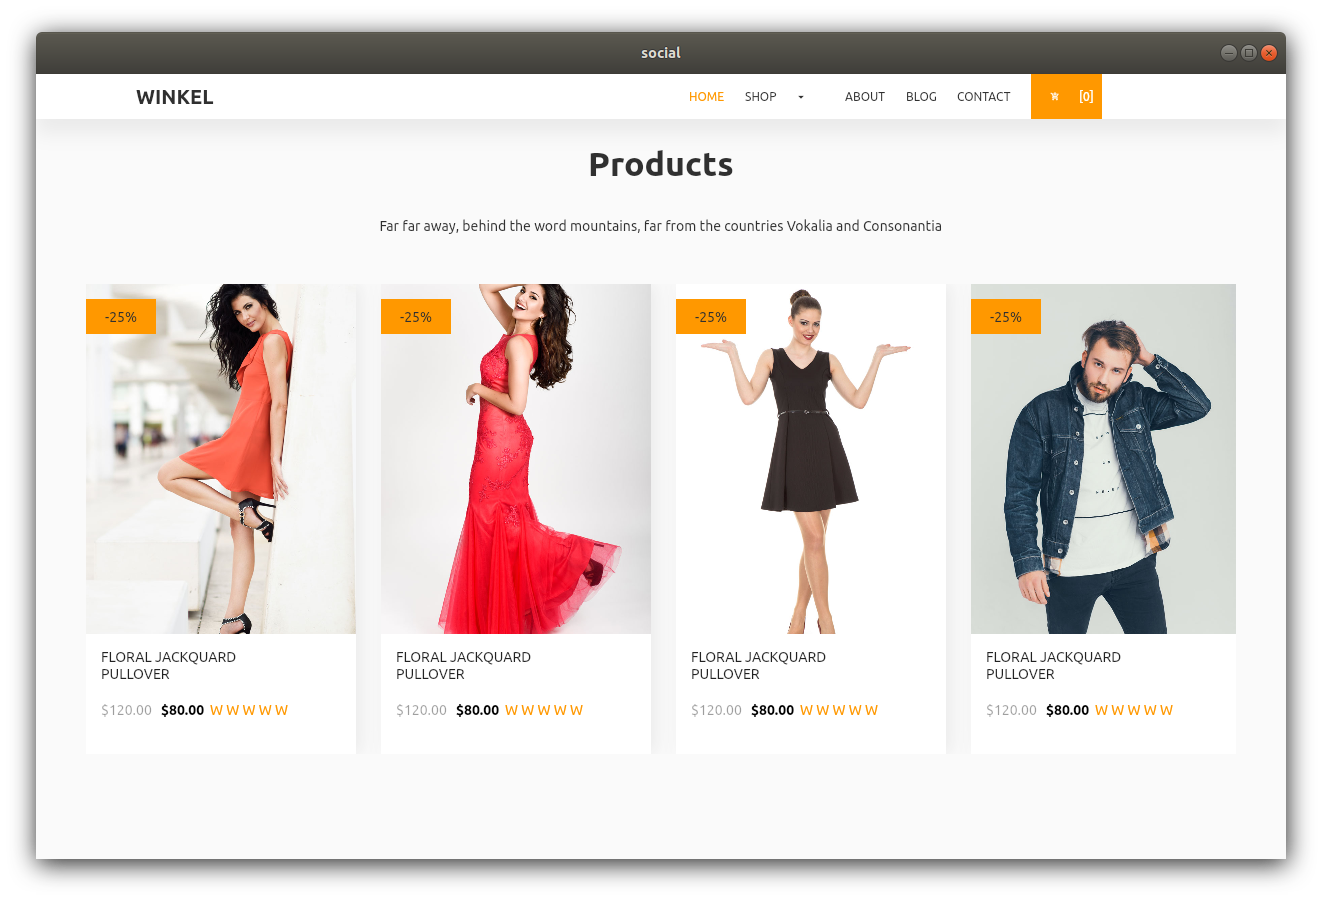 social
WINKEL HOME SHOP ABOUT BLOG CONTACT [0]
Products
Far far away, behind the word mountains, far from the countries Vokalia and Consonantia
-25% -25% -25% -25%
FLORAL JACKQUARD
PULLOVER
$120.00 $80.00 W W W W W
FLORAL JACKQUARD
PULLOVER
$120.00 $80.00 W W W W W
FLORAL JACKQUARD
PULLOVER
$120.00 $80.00 W W W W W
FLORAL JACKQUARD
PULLOVER
$120.00 $80.00 W W W W W